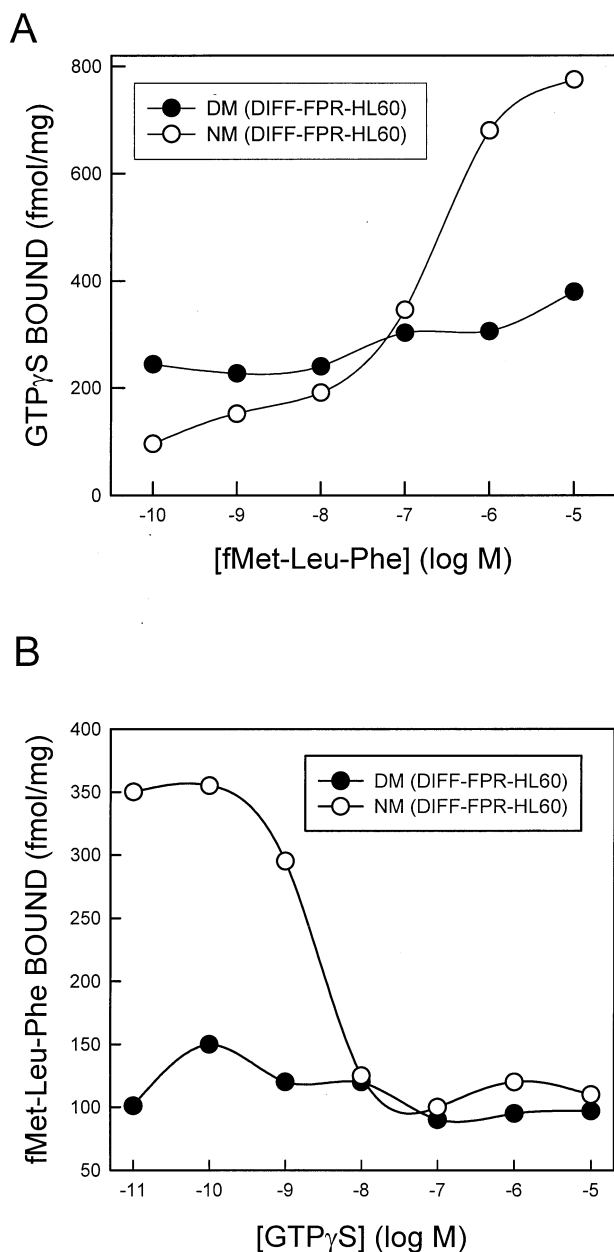 A
GTPγS BOUND (fmol/mg)
800
600
400
200
0
DM (DIFF-FPR-HL60)
NM (DIFF-FPR-HL60)
-10 -9 -8 -7 -6 -5
[fMet-Leu-Phe] (log M)
B
fMet-Leu-Phe BOUND (fmol/mg)
400
350
300
250
200
150
100
50
DM (DIFF-FPR-HL60)
NM (DIFF-FPR-HL60)
-11 -10 -9 -8 -7 -6 -5
[GTPγS] (log M)